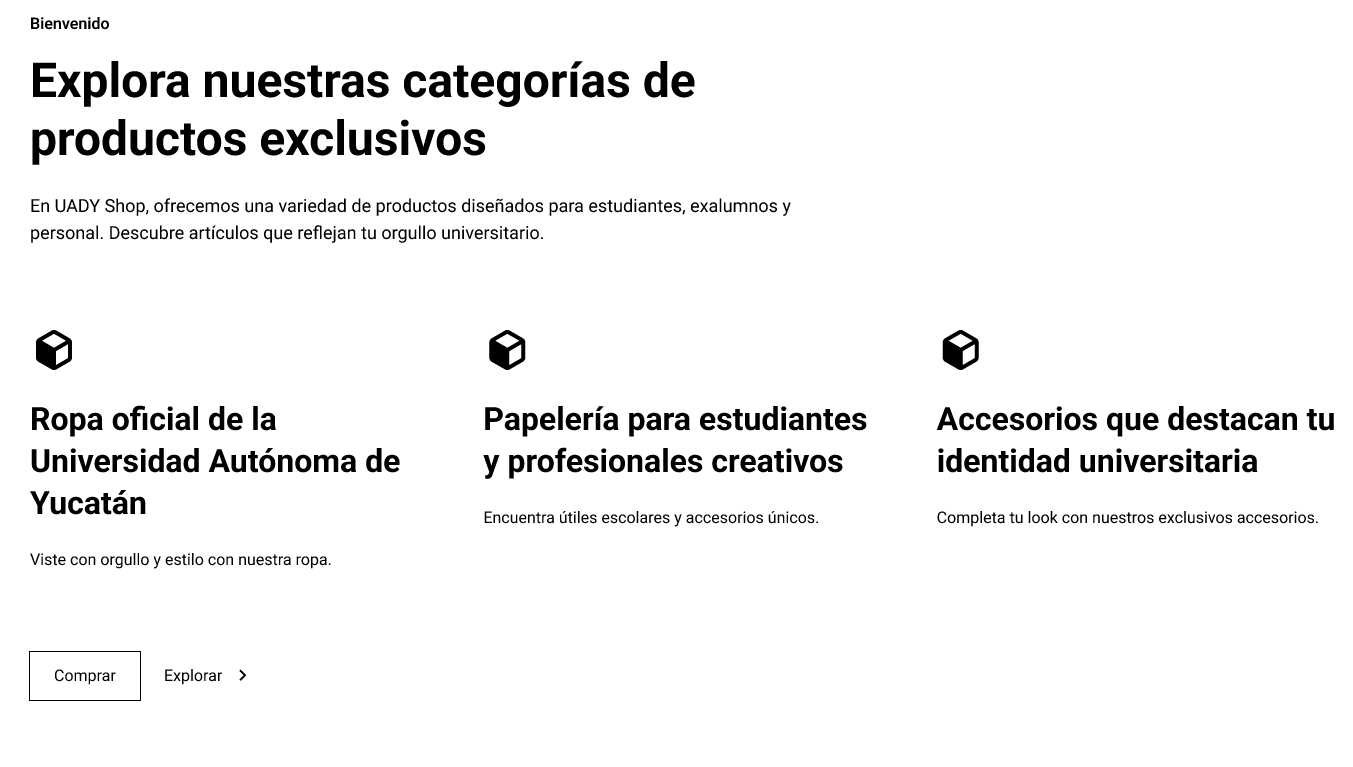 Bienvenido
Explora nuestras categorías de
productos exclusivos
En UADY Shop, ofrecemos una variedad de productos diseñados para estudiantes, exalumnos y
personal. Descubre artículos que reflejan tu orgullo universitario.
Ropa oficial de la
Universidad Autónoma de
Yucatán
Viste con orgullo y estilo con nuestra ropa.
Papelería para estudiantes
y profesionales creativos
Encuentra útiles escolares y accesorios únicos.
Accesorios que destacan tu
identidad universitaria
Completa tu look con nuestros exclusivos accesorios.
Comprar
Explorar